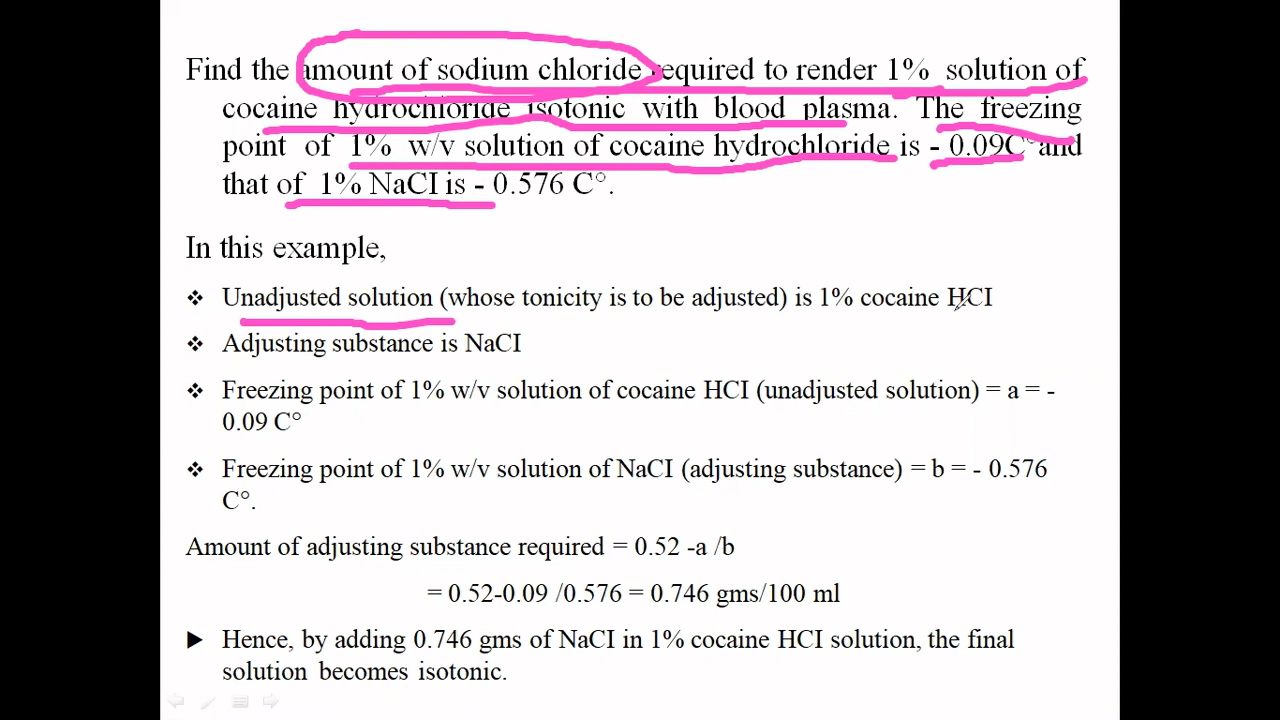 Find the amount of sodium chloride required to render 1% solution of
cocaine hydrochloride isotonic with blood plasma. The freezing
point of 1% w/v solution of cocaine hydrochloride is - 0.09C° and
that of 1% NaCI is - 0.576 C°.
In this example,
❖ Unadjusted solution (whose tonicity is to be adjusted) is 1% cocaine HCI
❖ Adjusting substance is NaCI
❖ Freezing point of 1% w/v solution of cocaine HCI (unadjusted solution) = a = -
0.09 C°
❖ Freezing point of 1% w/v solution of NaCI (adjusting substance) = b = - 0.576
C°.
Amount of adjusting substance required = 0.52 -a /b
= 0.52-0.09 /0.576 = 0.746 gms/100 ml
► Hence, by adding 0.746 gms of NaCI in 1% cocaine HCI solution, the final
solution becomes isotonic.